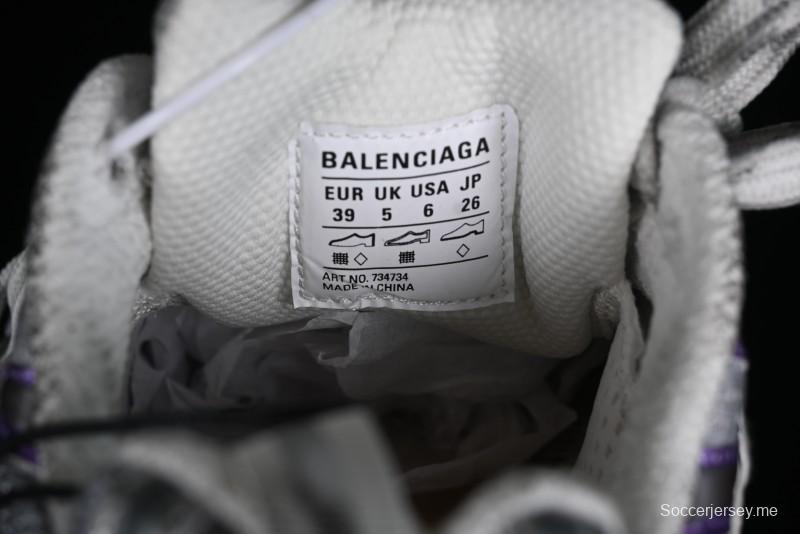 BALENCIAGA
EUR UK USA JP
39 5 6 26
ART NO. 734734
MADE IN CHINA
Soccerjersey.me